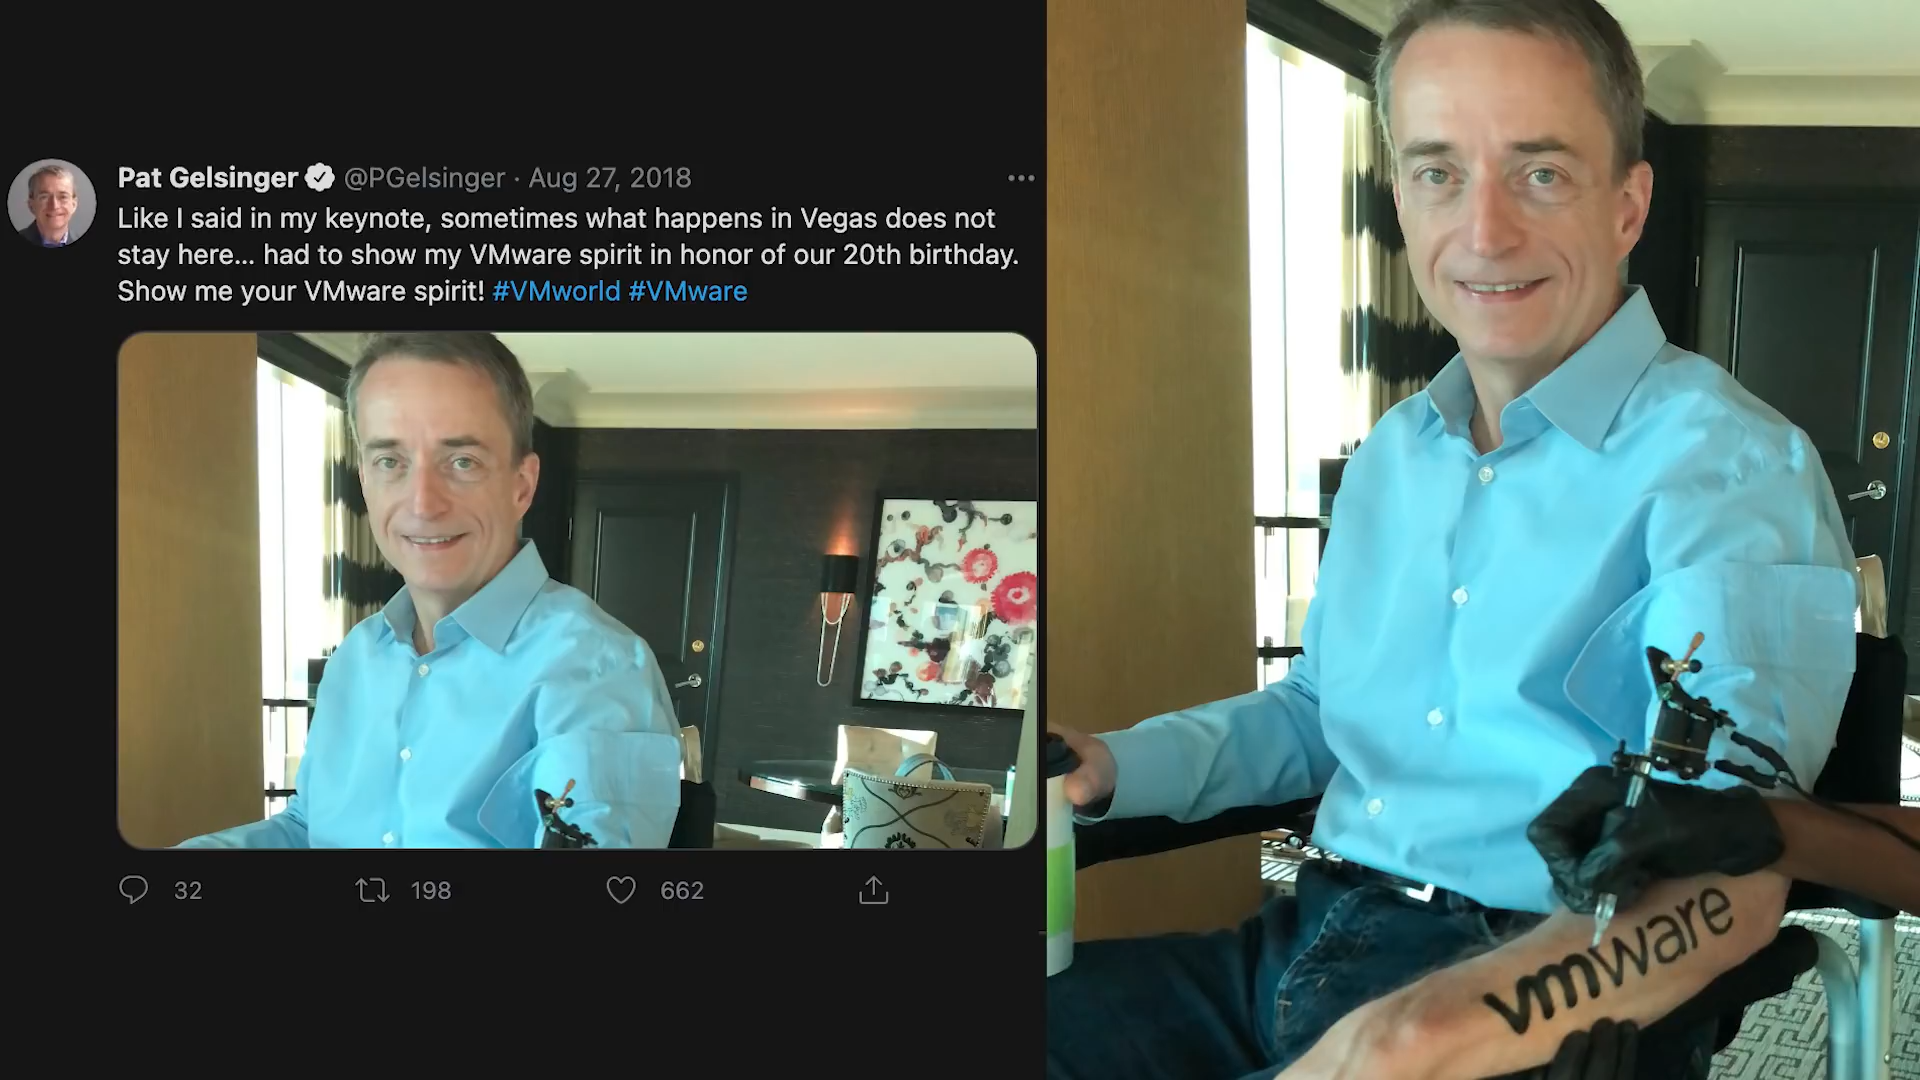 Pat Gelsinger @PGelsinger · Aug 27, 2018
Like I said in my keynote, sometimes what happens in Vegas does not
stay here... had to show my VMware spirit in honor of our 20th birthday.
Show me your VMware spirit! #VMworld #VMware
32 198 662
vmware